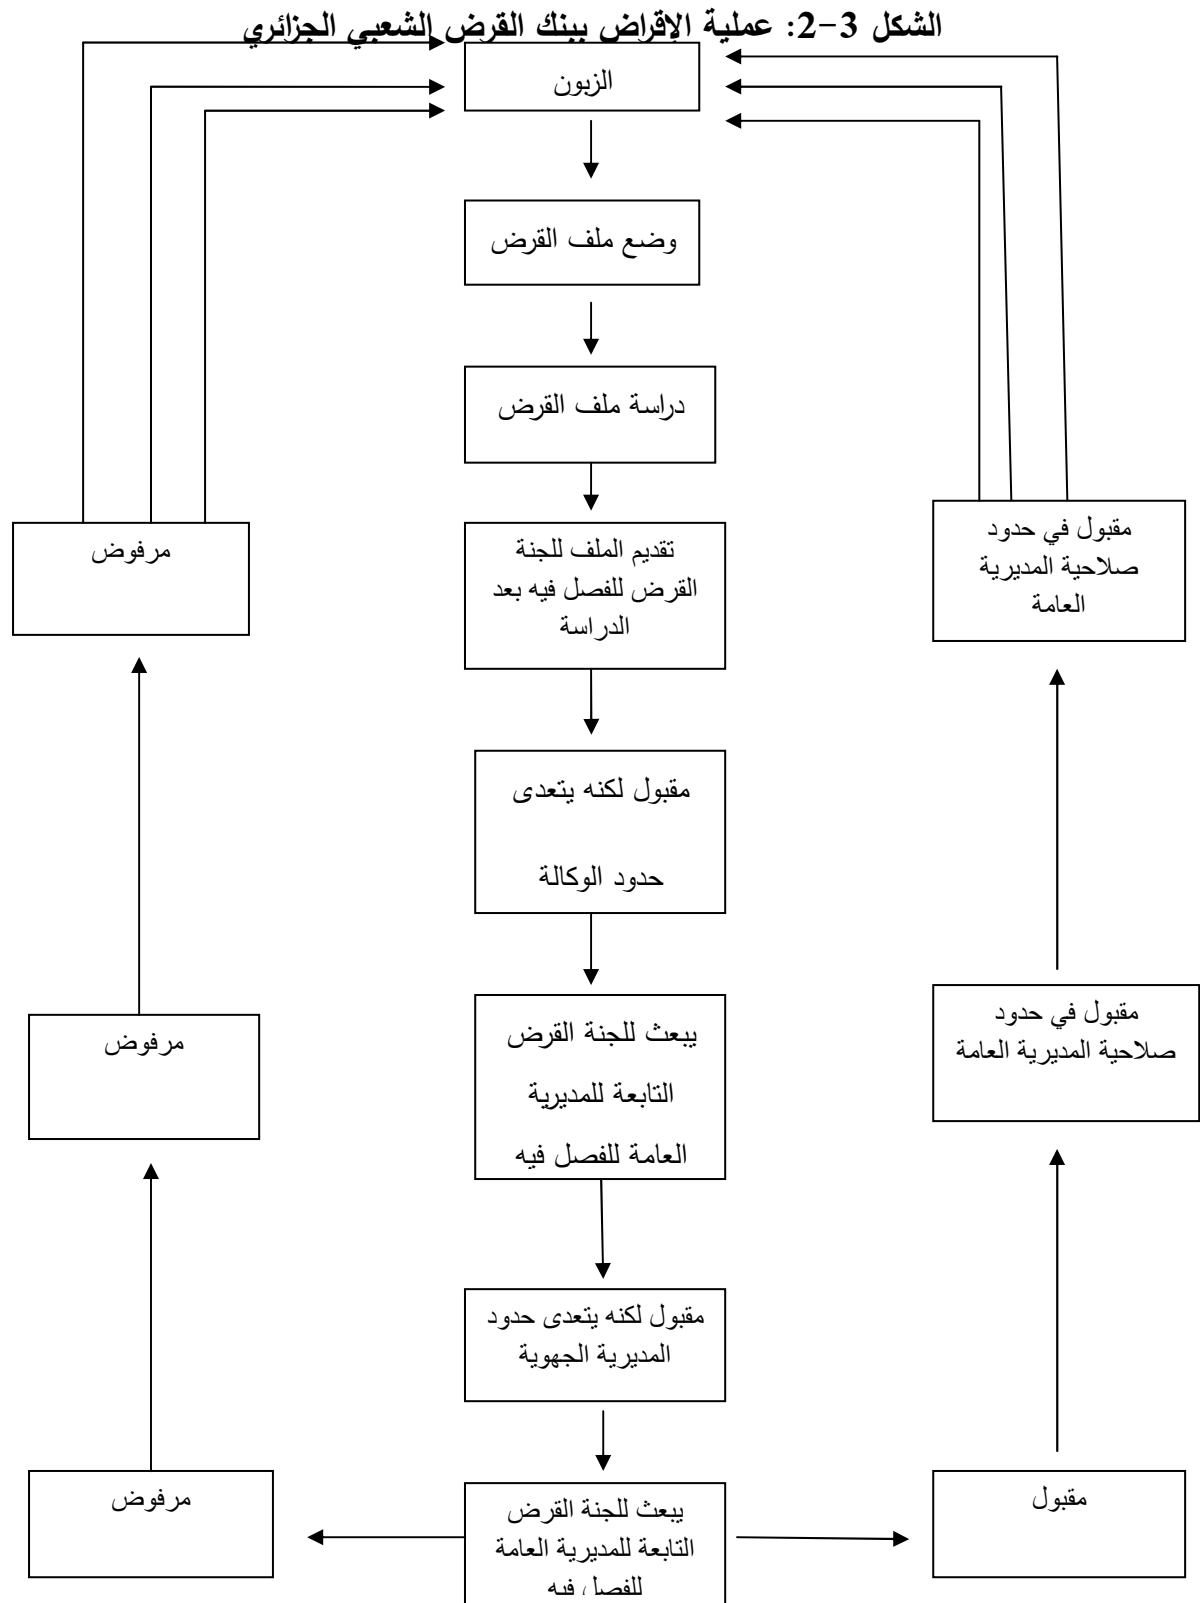 الشكل 3-2: عملية الإقراض ببنك القرض الشعبي الجزائري
الزبون
وضع ملف القرض
دراسة ملف القرض
مقبول في حدود
صلاحية المديرية
العامة
تقديم الملف للجنة
القرض للفصل فيه بعد
الدراسة
مرفوض
مقبول لكنه يتعدى
حدود الوكالة
مقبول في حدود
صلاحية المديرية العامة
يبعث للجنة القرض
التابعة للمديرية
العامة للفصل فيه
مرفوض
مقبول لكنه يتعدى حدود
المديرية الجهوية
مقبول
يبعث للجنة القرض
التابعة للمديرية العامة
للفصل فيه
مرفوض